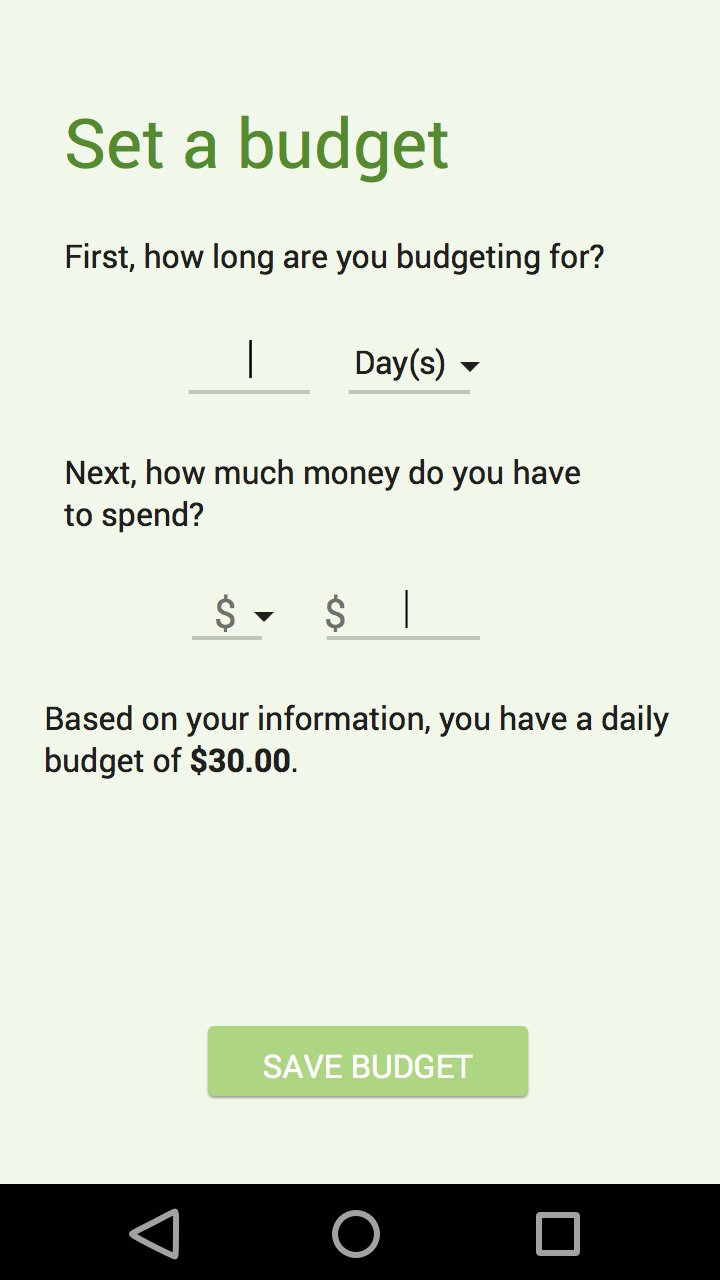 Set a budget
First, how long are you budgeting for?
Day(s)
Next, how much money do you have
to spend?
$ $
Based on your information, you have a daily
budget of $30.00.
SAVE BUDGET